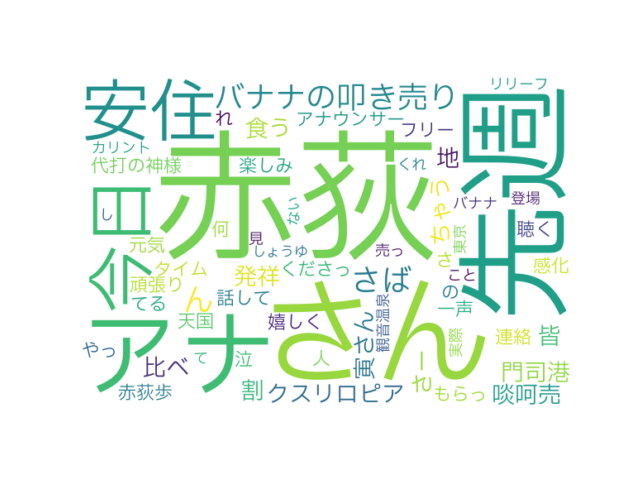 リリーフ
安住
バナナの叩き売り
先週
れ
食う
アナウンサー
フリー
カリント
代打の神様
赤荻
楽しみ
くれ
地
ちゃう
バナナ
登場
今日
し
何
ない
さ
東京
聴く
元気
見
しょうゆ
売っ
こと
感化
タイム
頑張り
ん
発祥
くださっ
さば
の
てる
話して
一声
アナ
さん
天国
嬉しく
寅さん
観音温泉
さー
実際
連絡
皆
やっ
比べ
て
泣
人
門司港
赤荻歩
割
クスリロピア
もらっ
啖呵売